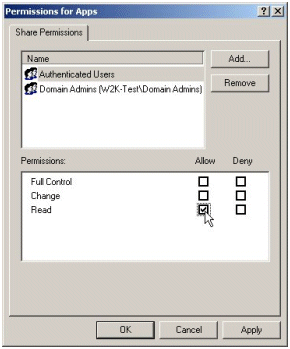 Permissions for Apps
Share Permissions
Name
Add...
Authenticated Users
Domain Admins (W2K-Test\Domain Admins)
Remove
Permissions:
Allow
Deny
Full Control
Change
Read
OK
Cancel
Apply